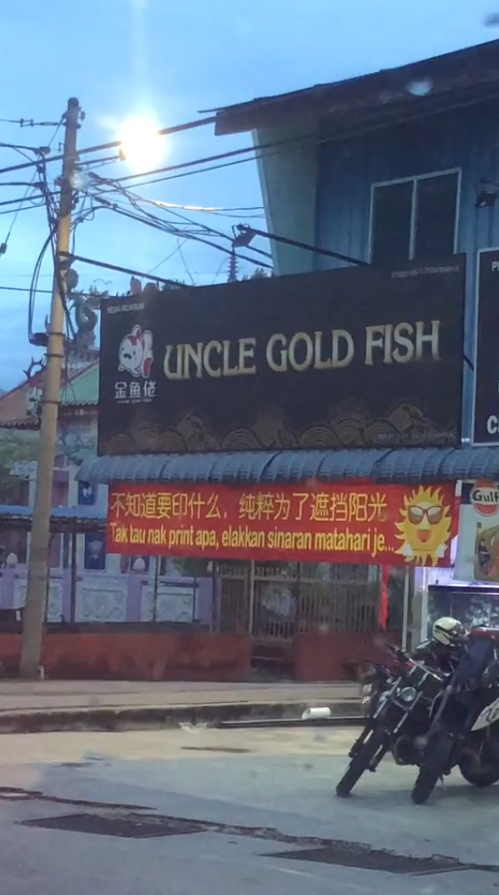 UNCLE GOLD FISH
金鱼佬
不知道要印什么，纯粹为了遮挡阳光
Tak tau nak print apa, elakkan sinaran matahari je...
Gulf